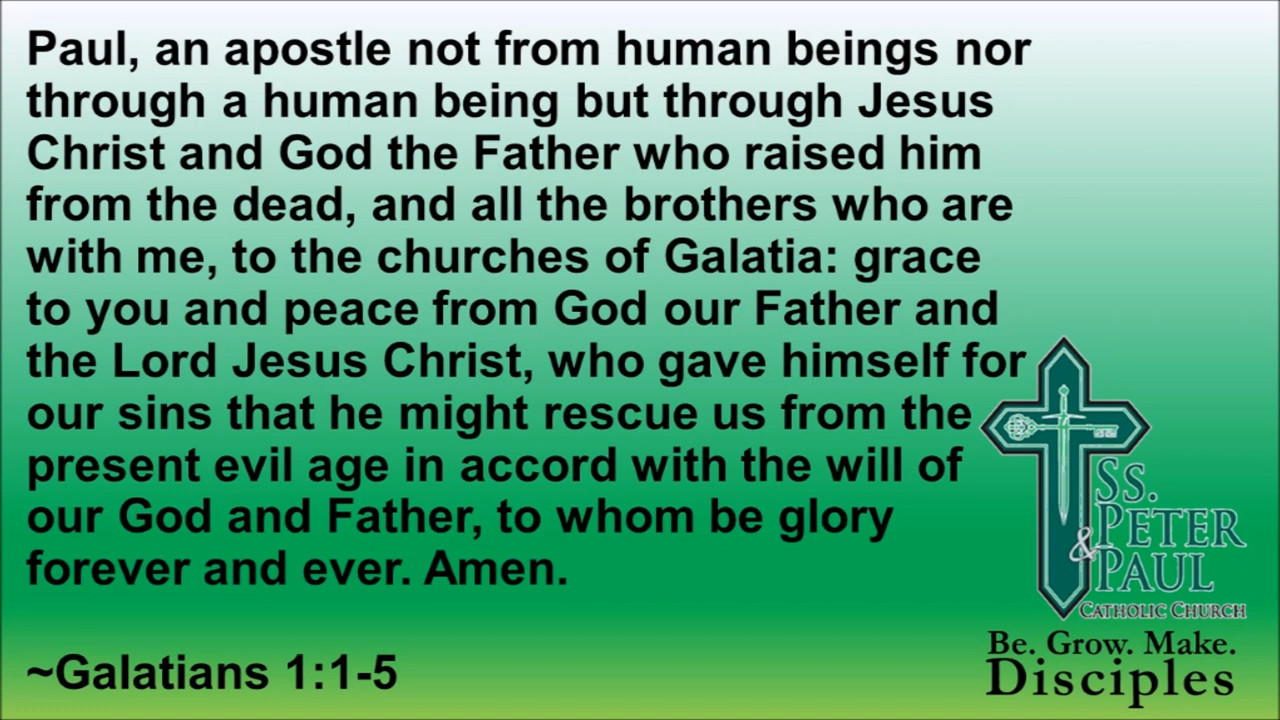 Paul, an apostle not from human beings nor
through a human being but through Jesus
Christ and God the Father who raised him
from the dead, and all the brothers who are
with me, to the churches of Galatia: grace
to you and peace from God our Father and
the Lord Jesus Christ, who gave himself for
our sins that he might rescue us from the
present evil age in accord with the will of
our God and Father, to whom be glory
forever and ever. Amen.
~Galatians 1:1-5
Ss.
Peter
& Paul
Catholic Church
Be. Grow. Make.
Disciples